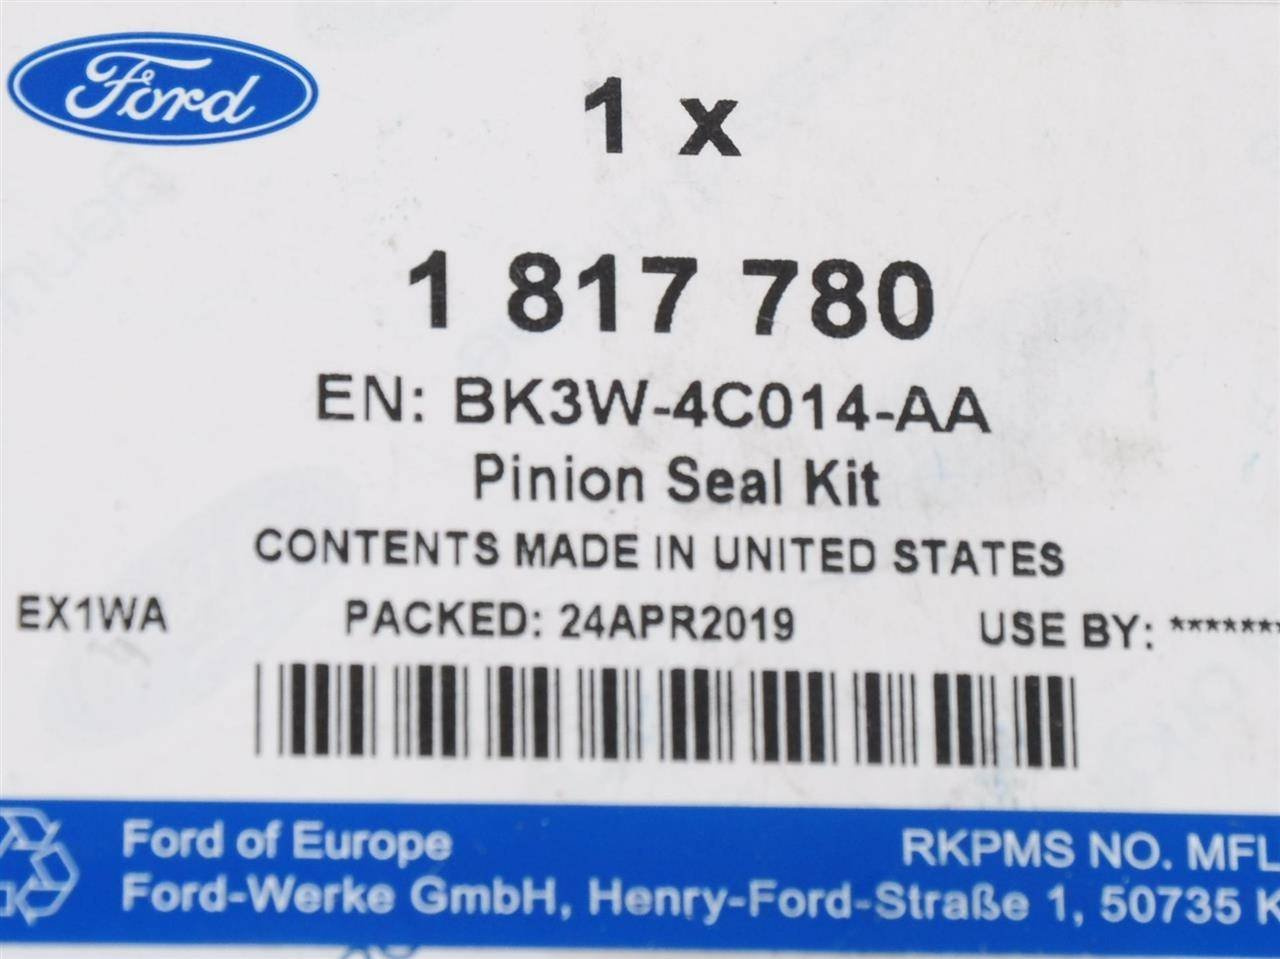 Ford
1 x
1 817 780
EN: BK3W-4C014-AA
Pinion Seal Kit
CONTENTS MADE IN UNITED STATES
EX1WA PACKED: 24APR2019 USE BY: *******
Ford of Europe RKPMS NO. MFL
Ford-Werke GmbH, Henry-Ford-Straße 1, 50735 K